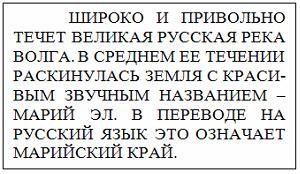 ШИРОКО И ПРИВОЛЬНО
ТЕЧЕТ ВЕЛИКАЯ РУССКАЯ РЕКА
ВОЛГА. В СРЕДНЕМ ЕЕ ТЕЧЕНИИ
РАСКИНУЛАСЬ ЗЕМЛЯ С КРАСИ-
ВЫМ ЗВУЧНЫМ НАЗВАНИЕМ –
МАРИЙ ЭЛ. В ПЕРЕВОДЕ НА
РУССКИЙ ЯЗЫК ЭТО ОЗНАЧАЕТ
МАРИЙСКИЙ КРАЙ.